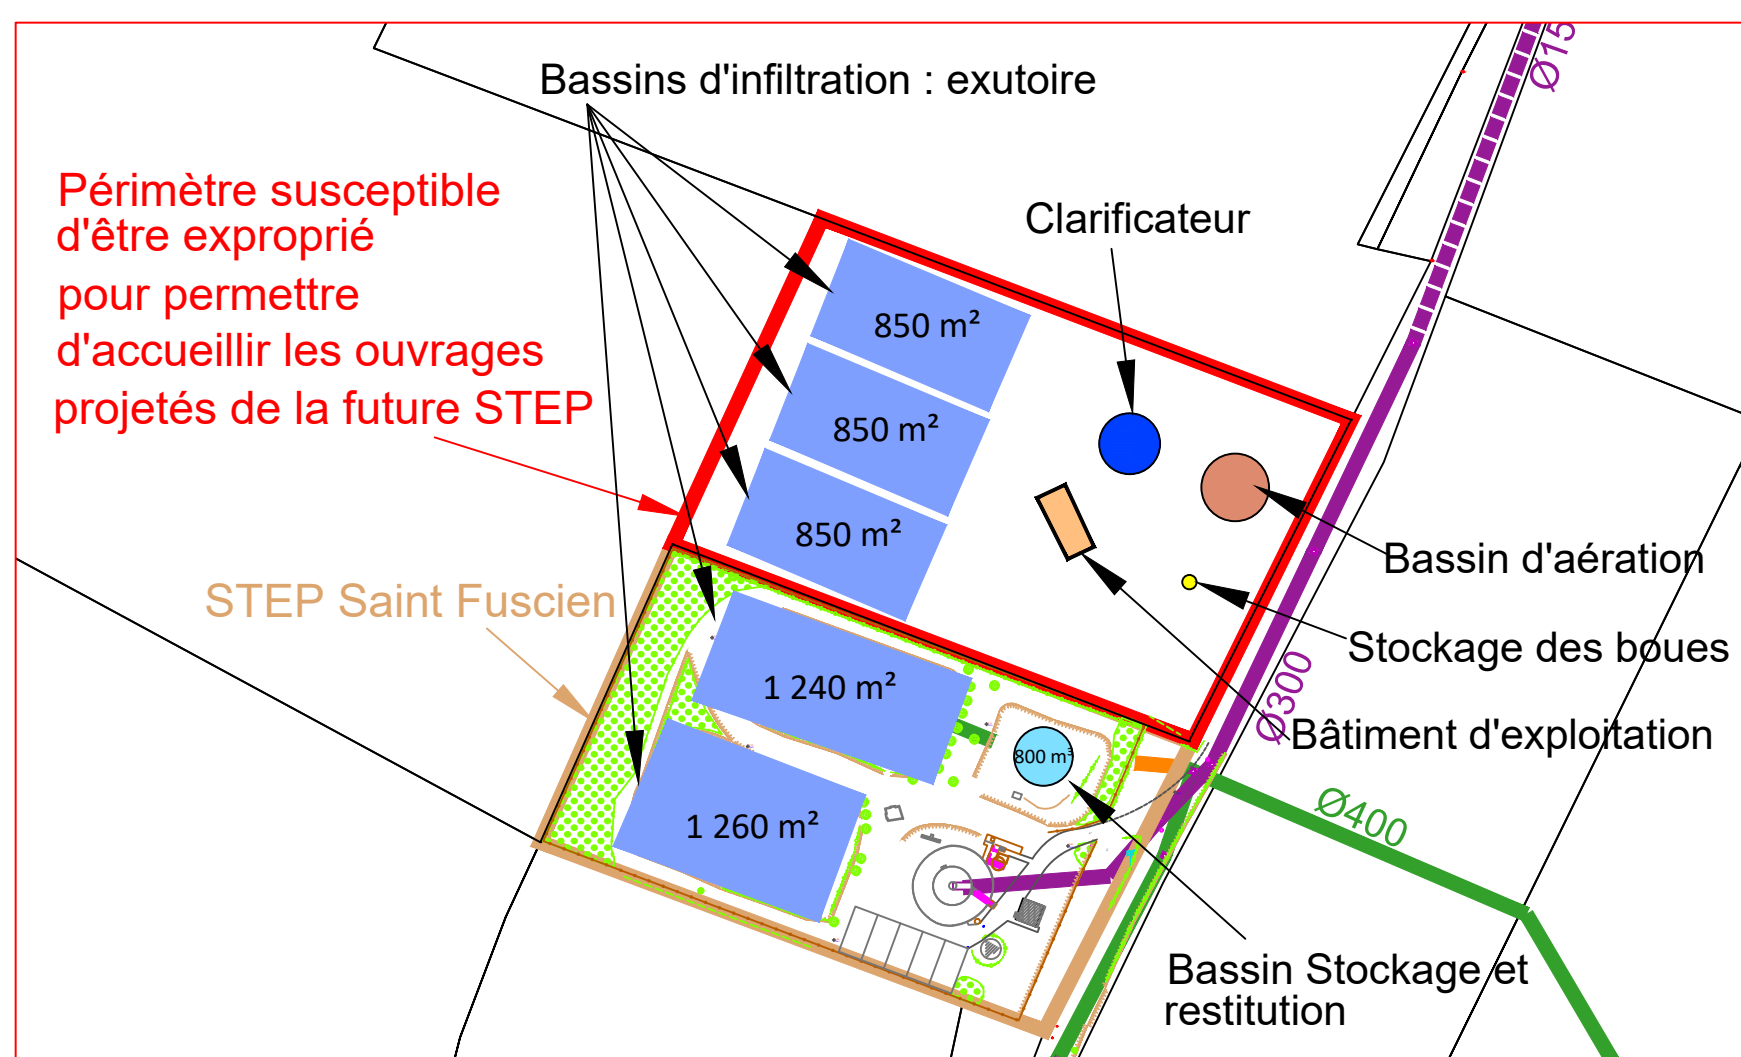 Ø15
Bassins d'infiltration : exutoire
Périmètre susceptible
d'être exproprié
pour permettre
d'accueillir les ouvrages
projetés de la future STEP
Clarificateur
850 m²
850 m²
850 m²
Bassin d'aération
STEP Saint Fuscien
Stockage des boues
Ø300
1 240 m²
Bâtiment d'exploitation
800 m³
Ø400
1 260 m²
Bassin Stockage et
restitution